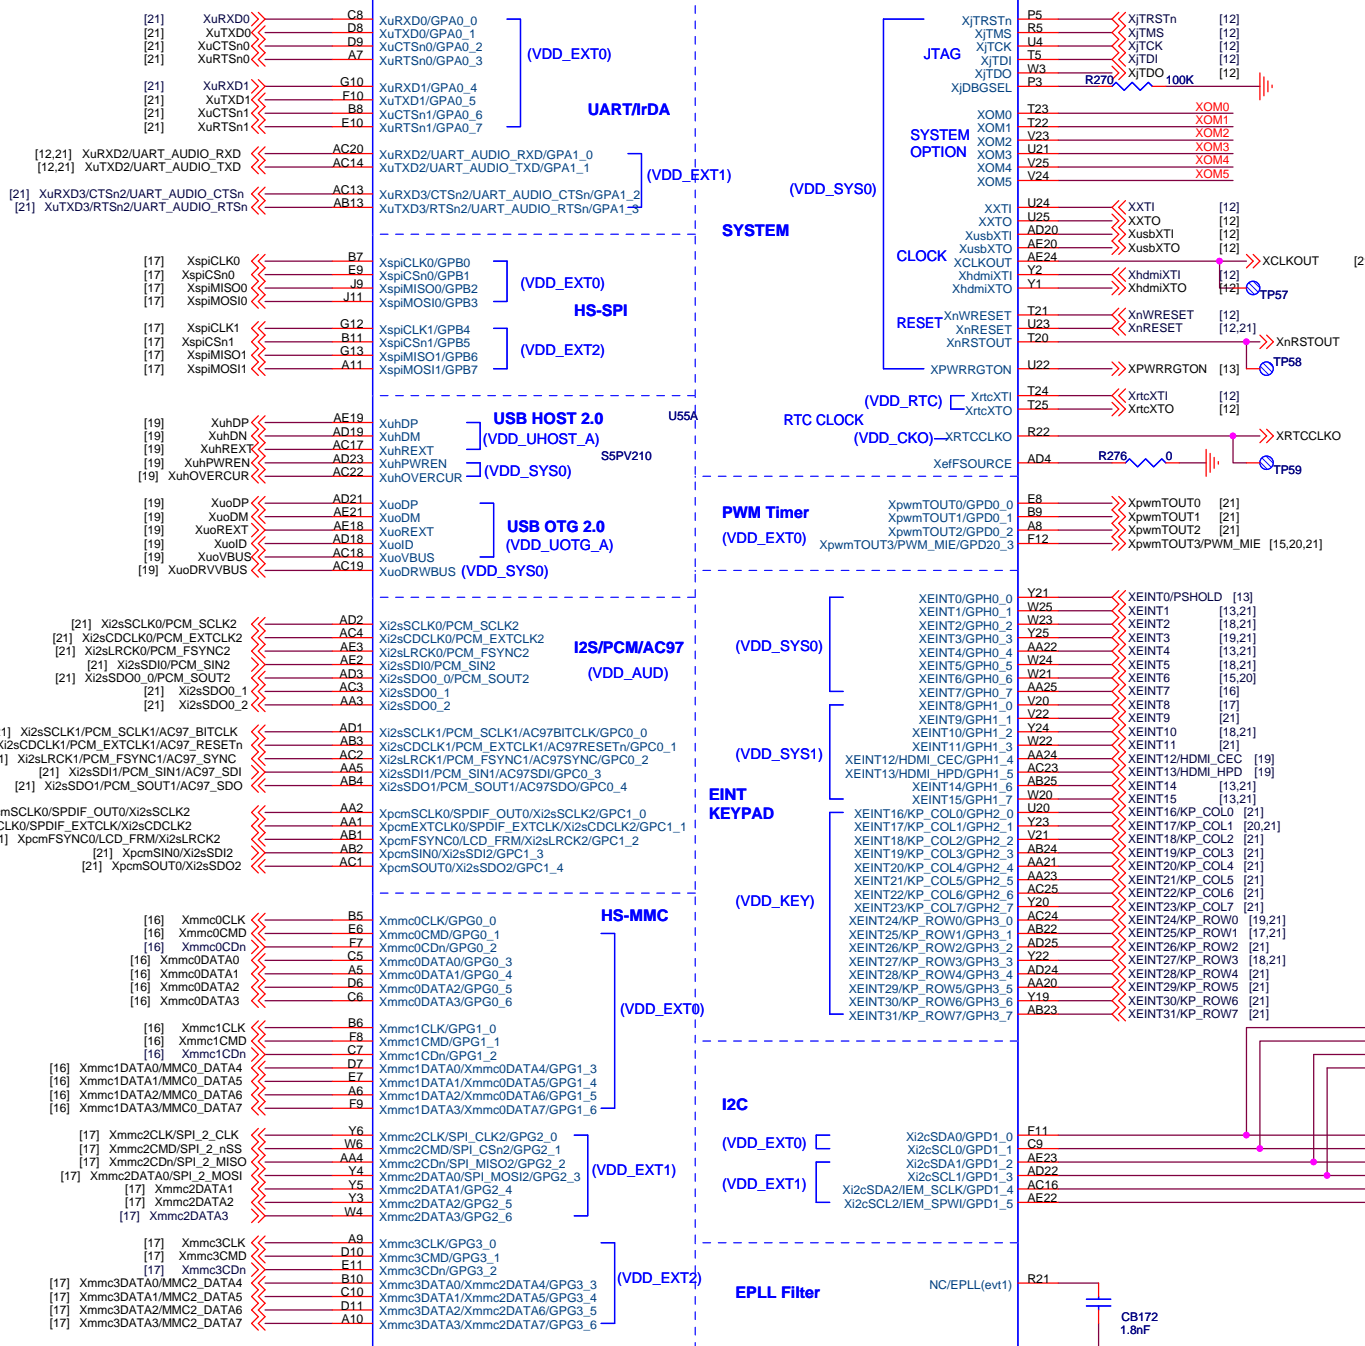 [21] XuRXD0 C8 XuRXD0/GPA0_0
[21] XuTXD0 D8 XuTXD0/GPA0_1
[21] XuCTSn0 D9 XuCTSn0/GPA0_2
[21] XuRTSn0 A7 XuRTSn0/GPA0_3
(VDD_EXT0)
[21] XuRXD1 G10 XuRXD1/GPA0_4
[21] XuTXD1 F10 XuTXD1/GPA0_5
[21] XuCTSn1 B8 XuCTSn1/GPA0_6
[21] XuRTSn1 E10 XuRTSn1/GPA0_7
UART/IrDA
[12,21] XuRXD2/UART_AUDIO_RXD AC20 XuRXD2/UART_AUDIO_RXD/GPA1_0
[12,21] XuTXD2/UART_AUDIO_TXD AC14 XuTXD2/UART_AUDIO_TXD/GPA1_1
(VDD_EXT1)
[21] XuRXD3/CTSn2/UART_AUDIO_CTSn AC13 XuRXD3/CTSn2/UART_AUDIO_CTSn/GPA1_2
[21] XuTXD3/RTSn2/UART_AUDIO_RTSn AB13 XuTXD3/RTSn2/UART_AUDIO_RTSn/GPA1_3
[17] XspiCLK0 B7 XspiCLK0/GPB0
[17] XspiCSn0 E9 XspiCSn0/GPB1
[17] XspiMISO0 J9 XspiMISO0/GPB2
[17] XspiMOSI0 J11 XspiMOSI0/GPB3
(VDD_EXT0)
HS-SPI
[17] XspiCLK1 G12 XspiCLK1/GPB4
[17] XspiCSn1 B11 XspiCSn1/GPB5
[17] XspiMISO1 G13 XspiMISO1/GPB6
[17] XspiMOSI1 A11 XspiMOSI1/GPB7
(VDD_EXT2)
USB HOST 2.0
U55A
[19] XuhDP AE19 XuhDP
[19] XuhDN AD19 XuhDM
[19] XuhREXT AC17 XuhREXT
[19] XuhPWREN AD23 XuhPWREN
[19] XuhOVERCUR AC22 XuhOVERCUR
(VDD_UHOST_A)
S5PV210
(VDD_SYS0)
[19] XuoDP AD21 XuoDP
[19] XuoDM AE21 XuoDM
[19] XuoREXT AE18 XuoREXT
[19] XuoID AD18 XuoID
[19] XuoVBUS AC18 XuoVBUS
[19] XuoDRVVBUS AC19 XuoDRWBUS (VDD_SYS0)
USB OTG 2.0
(VDD_UOTG_A)
[21] Xi2sSCLK0/PCM_SCLK2 AD2 Xi2sSCLK0/PCM_SCLK2
[21] Xi2sCDCLK0/PCM_EXTCLK2 AC4 Xi2sCDCLK0/PCM_EXTCLK2
[21] Xi2sLRCK0/PCM_FSYNC2 AE3 Xi2sLRCK0/PCM_FSYNC2
[21] Xi2sSDI0/PCM_SIN2 AE2 Xi2sSDI0/PCM_SIN2
[21] Xi2sSDO0_0/PCM_SOUT2 AD3 Xi2sSDO0_0/PCM_SOUT2
[21] Xi2sSDO0_1 AC3 Xi2sSDO0_1
[21] Xi2sSDO0_2 AA3 Xi2sSDO0_2
I2S/PCM/AC97
(VDD_AUD)
1] Xi2sSCLK1/PCM_SCLK1/AC97_BITCLK AD1 Xi2sSCLK1/PCM_SCLK1/AC97BITCLK/GPC0_0
Xi2sCDCLK1/PCM_EXTCLK1/AC97_RESETn AB3 Xi2sCDCLK1/PCM_EXTCLK1/AC97RESETn/GPC0_1
] Xi2sLRCK1/PCM_FSYNC1/AC97_SYNC AC2 Xi2sLRCK1/PCM_FSYNC1/AC97SYNC/GPC0_2
[21] Xi2sSDI1/PCM_SIN1/AC97_SDI AA5 Xi2sSDI1/PCM_SIN1/AC97SDI/GPC0_3
[21] Xi2sSDO1/PCM_SOUT1/AC97_SDO AB4 Xi2sSDO1/PCM_SOUT1/AC97SDO/GPC0_4
mSCLK0/SPDIF_OUT0/Xi2sSCLK2 AA2 XpcmSCLK0/SPDIF_OUT0/Xi2sSCLK2/GPC1_0
CLK0/SPDIF_EXTCLK/Xi2sCDCLK2 AA1 XpcmEXTCLK0/SPDIF_EXTCLK/Xi2sCDCLK2/GPC1_1
] XpcmFSYNC0/LCD_FRM/Xi2sLRCK2 AB1 XpcmFSYNC0/LCD_FRM/Xi2sLRCK2/GPC1_2
[21] XpcmSIN0/Xi2sSDI2 AB2 XpcmSIN0/Xi2sSDI2/GPC1_3
[21] XpcmSOUT0/Xi2sSDO2 AC1 XpcmSOUT0/Xi2sSDO2/GPC1_4
HS-MMC
[16] Xmmc0CLK B5 Xmmc0CLK/GPG0_0
[16] Xmmc0CMD E6 Xmmc0CMD/GPG0_1
[16] Xmmc0CDn F7 Xmmc0CDn/GPG0_2
[16] Xmmc0DATA0 C5 Xmmc0DATA0/GPG0_3
[16] Xmmc0DATA1 A5 Xmmc0DATA1/GPG0_4
[16] Xmmc0DATA2 D6 Xmmc0DATA2/GPG0_5
[16] Xmmc0DATA3 C6 Xmmc0DATA3/GPG0_6
(VDD_EXT0)
[16] Xmmc1CLK B6 Xmmc1CLK/GPG1_0
[16] Xmmc1CMD F8 Xmmc1CMD/GPG1_1
[16] Xmmc1CDn C7 Xmmc1CDn/GPG1_2
[16] Xmmc1DATA0/MMC0_DATA4 D7 Xmmc1DATA0/Xmmc0DATA4/GPG1_3
[16] Xmmc1DATA1/MMC0_DATA5 E7 Xmmc1DATA1/Xmmc0DATA5/GPG1_4
[16] Xmmc1DATA2/MMC0_DATA6 A6 Xmmc1DATA2/Xmmc0DATA6/GPG1_5
[16] Xmmc1DATA3/MMC0_DATA7 F9 Xmmc1DATA3/Xmmc0DATA7/GPG1_6
[17] Xmmc2CLK/SPI_2_CLK Y6 Xmmc2CLK/SPI_CLK2/GPG2_0
[17] Xmmc2CMD/SPI_2_nSS W6 Xmmc2CMD/SPI_CSn2/GPG2_1
[17] Xmmc2CDn/SPI_2_MISO AA4 Xmmc2CDn/SPI_MISO2/GPG2_2
[17] Xmmc2DATA0/SPI_2_MOSI Y4 Xmmc2DATA0/SPI_MOSI2/GPG2_3
[17] Xmmc2DATA1 Y5 Xmmc2DATA1/GPG2_4
[17] Xmmc2DATA2 Y3 Xmmc2DATA2/GPG2_5
[17] Xmmc2DATA3 W4 Xmmc2DATA3/GPG2_6
(VDD_EXT1)
[17] Xmmc3CLK A9 Xmmc3CLK/GPG3_0
[17] Xmmc3CMD D10 Xmmc3CMD/GPG3_1
[17] Xmmc3CDn E11 Xmmc3CDn/GPG3_2
[17] Xmmc3DATA0/MMC2_DATA4 B10 Xmmc3DATA0/Xmmc2DATA4/GPG3_3
[17] Xmmc3DATA1/MMC2_DATA5 C10 Xmmc3DATA1/Xmmc2DATA5/GPG3_4
[17] Xmmc3DATA2/MMC2_DATA6 D11 Xmmc3DATA2/Xmmc2DATA6/GPG3_5
[17] Xmmc3DATA3/MMC2_DATA7 A10 Xmmc3DATA3/Xmmc2DATA7/GPG3_6
(VDD_EXT2)
XjTRSTn P5 XjTRSTn [12]
XjTMS R5 XjTMS [12]
XjTCK U4 XjTCK [12]
XjTDI T5 XjTDI [12]
XjTDO W3 XjTDO [12]
XjDBGSEL P3 R270 100K
JTAG
XOM0 T23 XOM0
XOM1 T22 XOM1
XOM2 V23 XOM2
XOM3 U21 XOM3
XOM4 V25 XOM4
XOM5 V24 XOM5
SYSTEM
OPTION
(VDD_SYS0)
SYSTEM
XXTI U24 XXTI [12]
XXTO U25 XXTO [12]
XusbXTI AD20 XusbXTI [12]
XusbXTO AE20 XusbXTO [12]
XCLKOUT AE24 XCLKOUT [2
XhdmiXTI Y2 XhdmiXTI [12]
XhdmiXTO Y1 XhdmiXTO [12] TP57
CLOCK
XnWRESET T21 XnWRESET [12]
XnRESET U23 XnRESET [12,21]
XnRSTOUT T20 XnRSTOUT
RESET
TP58
XPWRRGTON U22 XPWRRGTON [13]
(VDD_RTC) XrtcXTI T24 XrtcXTI [12]
XrtcXTO T25 XrtcXTO [12]
RTC CLOCK
(VDD_CKO) XRTCCLKO R22 XRTCCLKO
XefFSOURCE AD4 R276 0 TP59
PWM Timer
(VDD_EXT0)
XpwmTOUT0/GPD0_0 E8 XpwmTOUT0 [21]
XpwmTOUT1/GPD0_1 B9 XpwmTOUT1 [21]
XpwmTOUT2/GPD0_2 A8 XpwmTOUT2 [21]
XpwmTOUT3/PWM_MIE/GPD20_3 F12 XpwmTOUT3/PWM_MIE [15,20,21]
XEINT0/GPH0_0 Y21 XEINT0/PSHOLD [13]
XEINT1/GPH0_1 W25 XEINT1 [13,21]
XEINT2/GPH0_2 W23 XEINT2 [18,21]
XEINT3/GPH0_3 Y25 XEINT3 [19,21]
XEINT4/GPH0_4 AA22 XEINT4 [13,21]
XEINT5/GPH0_5 W24 XEINT5 [18,21]
XEINT6/GPH0_6 W21 XEINT6 [15,20]
XEINT7/GPH0_7 AA25 XEINT7 [16]
(VDD_SYS0)
XEINT8/GPH1_0 V20 XEINT8 [17]
XEINT9/GPH1_1 V22 XEINT9 [21]
XEINT10/GPH1_2 Y24 XEINT10 [18,21]
XEINT11/GPH1_3 W22 XEINT11 [21]
XEINT12/HDMI_CEC/GPH1_4 AA24 XEINT12/HDMI_CEC [19]
XEINT13/HDMI_HPD/GPH1_5 AC23 XEINT13/HDMI_HPD [19]
XEINT14/GPH1_6 AB25 XEINT14 [13,21]
XEINT15/GPH1_7 W20 XEINT15 [13,21]
(VDD_SYS1)
EINT
KEYPAD
XEINT16/KP_COL0/GPH2_0 U20 XEINT16/KP_COL0 [21]
XEINT17/KP_COL1/GPH2_1 Y23 XEINT17/KP_COL1 [20,21]
XEINT18/KP_COL2/GPH2_2 V21 XEINT18/KP_COL2 [21]
XEINT19/KP_COL3/GPH2_3 AB24 XEINT19/KP_COL3 [21]
XEINT20/KP_COL4/GPH2_4 AA21 XEINT20/KP_COL4 [21]
XEINT21/KP_COL5/GPH2_5 AA23 XEINT21/KP_COL5 [21]
XEINT22/KP_COL6/GPH2_6 AC25 XEINT22/KP_COL6 [21]
XEINT23/KP_COL7/GPH2_7 Y20 XEINT23/KP_COL7 [21]
XEINT24/KP_ROW0/GPH3_0 AC24 XEINT24/KP_ROW0 [19,21]
XEINT25/KP_ROW1/GPH3_1 AB22 XEINT25/KP_ROW1 [17,21]
XEINT26/KP_ROW2/GPH3_2 AD25 XEINT26/KP_ROW2 [21]
XEINT27/KP_ROW3/GPH3_3 Y22 XEINT27/KP_ROW3 [18,21]
XEINT28/KP_ROW4/GPH3_4 AD24 XEINT28/KP_ROW4 [21]
XEINT29/KP_ROW5/GPH3_5 AA20 XEINT29/KP_ROW5 [21]
XEINT30/KP_ROW6/GPH3_6 Y19 XEINT30/KP_ROW6 [21]
XEINT31/KP_ROW7/GPH3_7 AB23 XEINT31/KP_ROW7 [21]
(VDD_KEY)
I2C
(VDD_EXT0) Xi2cSDA0/GPD1_0 F11
Xi2cSCL0/GPD1_1 C9
Xi2cSDA1/GPD1_2 AE23
(VDD_EXT1) Xi2cSCL1/GPD1_3 AD22
Xi2cSDA2/IEM_SCLK/GPD1_4 AC16
Xi2cSCL2/IEM_SPWI/GPD1_5 AE22
EPLL Filter
NC/EPLL(evt1) R21
CB172
1.8nF